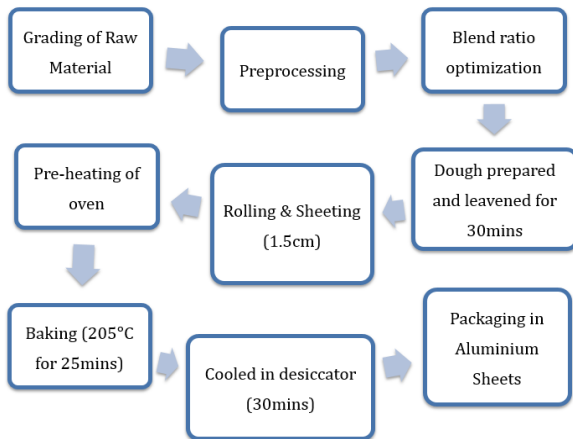 Grading of Raw
Material
Preprocessing
Blend ratio
optimization
Dough prepared
and leavened for
30mins
Rolling & Sheeting
(1.5cm)
Pre-heating of
oven
Baking (205°C
for 25mins)
Cooled in desiccator
(30mins)
Packaging in
Aluminium
Sheets